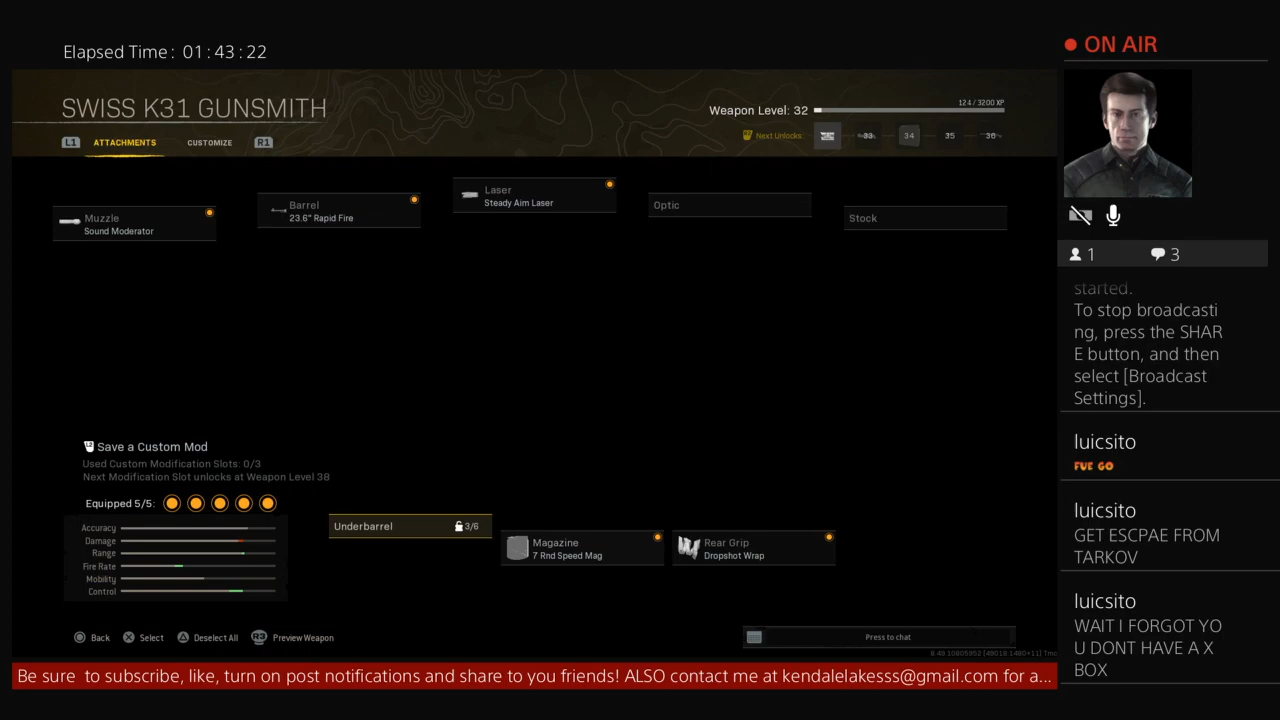 Elapsed Time: 01:43:22
ON AIR
SWISS K31 GUNSMITH
Weapon Level: 32
124 / 3200 XP
L1
ATTACHMENTS
CUSTOMIZE
R1
Next Unlocks:
33
34
35
36
Muzzle
Sound Moderator
Barrel
23.6" Rapid Fire
Laser
Steady Aim Laser
Optic
Stock
1
3
started.
To stop broadcasti
ng, press the SHAR
E button, and then
select [Broadcast
Settings].
luicsito
FUE GO
luicsito
GET ESCPAE FROM
TARKOV
luicsito
WAIT I FORGOT YO
U DONT HAVE A X
BOX
L2
Save a Custom Mod
Used Custom Modification Slots: 0/3
Next Modification Slot unlocks at Weapon Level 38
Equipped 5/5:
Accuracy
Damage
Range
Fire Rate
Mobility
Control
Underbarrel
3/6
Magazine
7 Rnd Speed Mag
Rear Grip
Dropshot Wrap
Back
Select
Deselect All
R3
Preview Weapon
Press to chat
Be sure to subscribe, like, turn on post notifications and share to you friends! ALSO contact me at kendalelakesss@gmail.com for a...